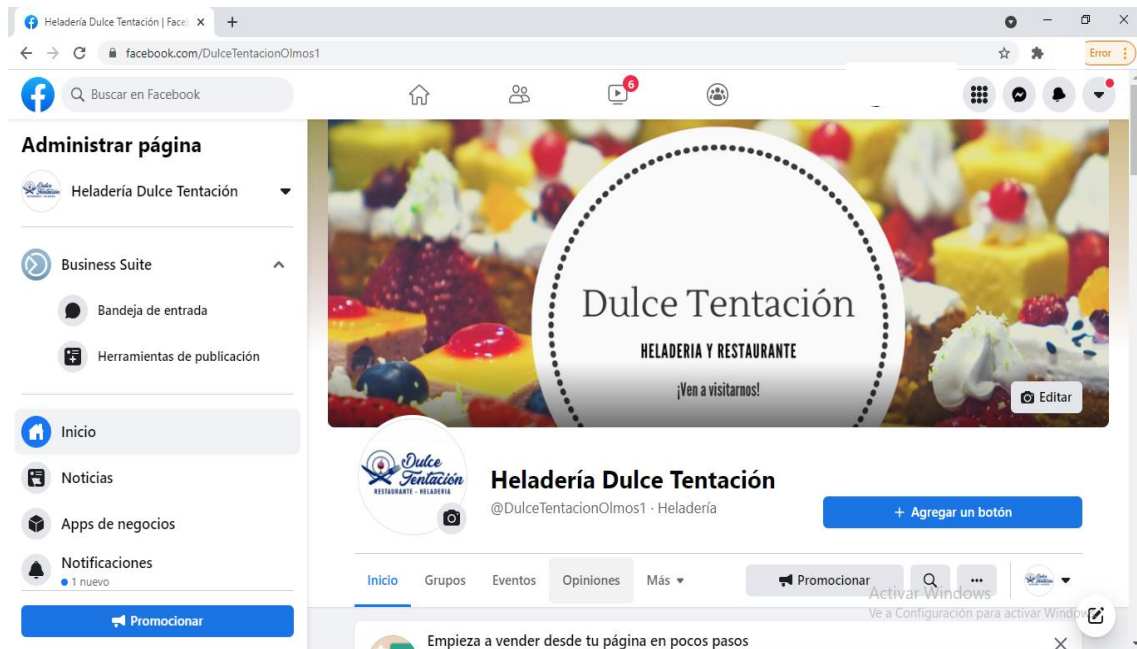 Heladería Dulce Tentación | Face
facebook.com/DulceTentacionOlmos1
Error
Buscar en Facebook
6
Administrar página
Heladería Dulce Tentación
Business Suite
Bandeja de entrada
Herramientas de publicación
Inicio
Noticias
Apps de negocios
Notificaciones
1 nuevo
Promocionar
Dulce Tentación
HELADERIA Y RESTAURANTE
¡Ven a visitarnos!
Editar
Dulce
Tentación
RESTAURANTE - HELADERIA
Heladería Dulce Tentación
@DulceTentacionOlmos1 · Heladería
+ Agregar un botón
Inicio Grupos Eventos Opiniones Más Promocionar
Activar Windows
Ve a Configuración para activar Windows
Empieza a vender desde tu página en pocos pasos